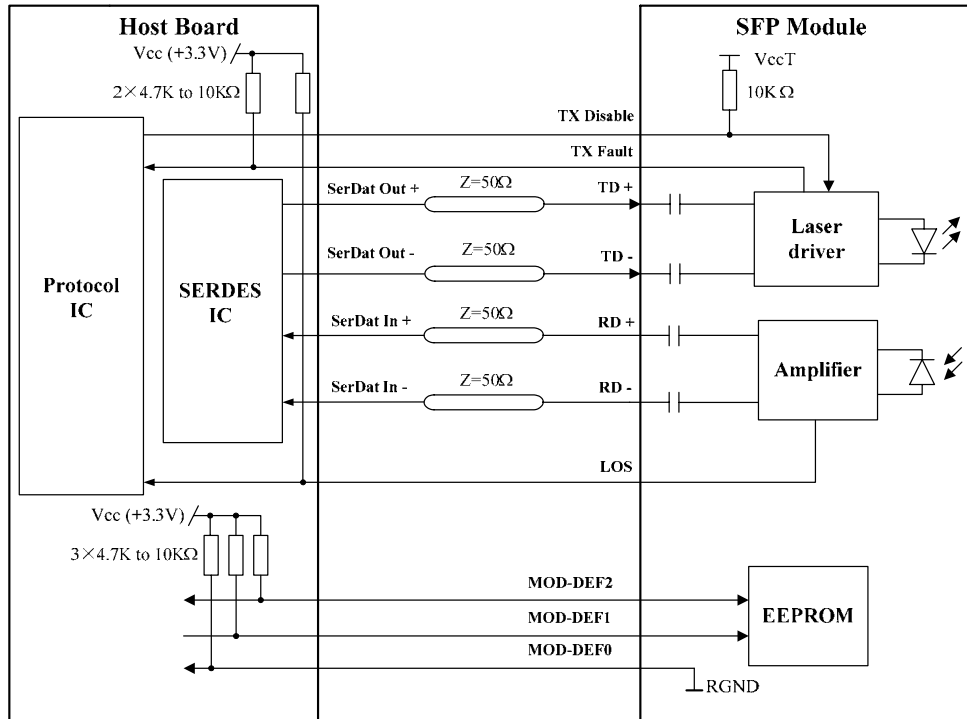 Host Board
SFP Module
Vcc (+3.3V)
VccT
2×4.7K to 10KΩ
10KΩ
TX Disable
TX Fault
SerDat Out +
Z=50Ω
TD +
Laser
driver
SerDat Out -
Z=50Ω
TD -
Protocol
IC
SERDES
IC
SerDat In +
Z=50Ω
RD +
Amplifier
SerDat In -
Z=50Ω
RD -
LOS
Vcc (+3.3V)
3×4.7K to 10KΩ
MOD-DEF2
EEPROM
MOD-DEF1
MOD-DEF0
RGND